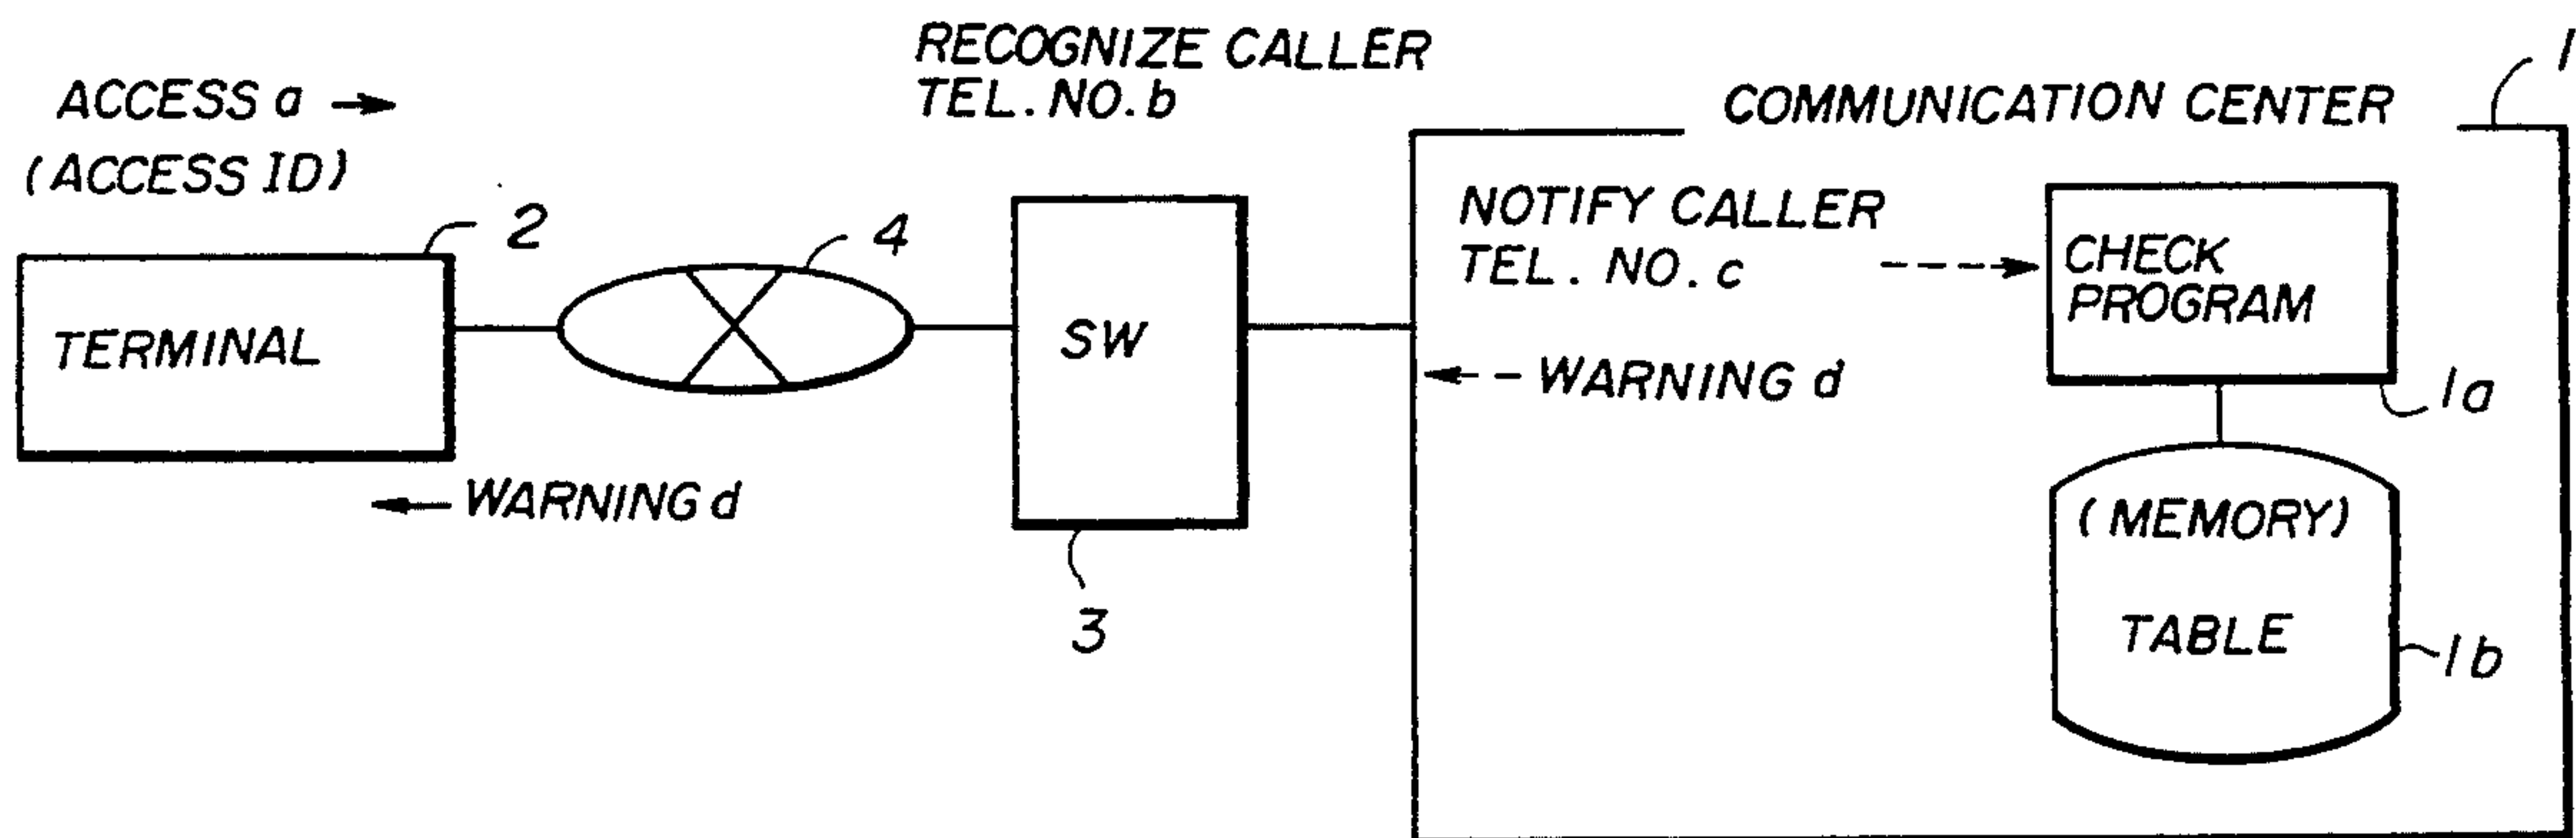 ACCESS a
(ACCESS ID)
RECOGNIZE CALLER
TEL. NO. b
COMMUNICATION CENTER
1
2
TERMINAL
4
SW
3
WARNING d
NOTIFY CALLER
TEL. NO. c
WARNING d
CHECK
PROGRAM
1a
(MEMORY)
TABLE
1b